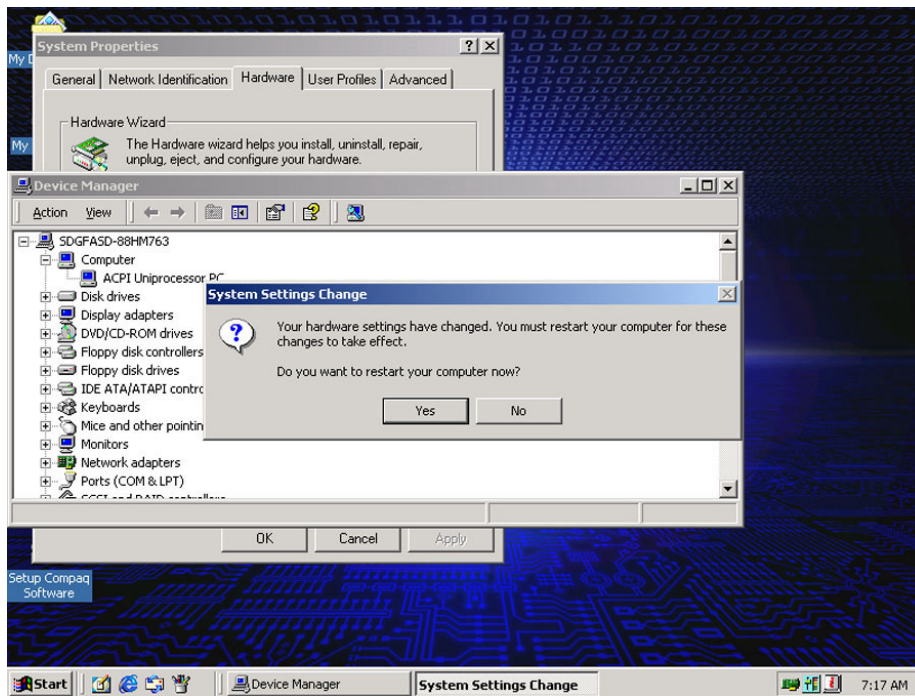 System Properties
My D
General
Network Identification
Hardware
User Profiles
Advanced
Hardware Wizard
My
The Hardware wizard helps you install, uninstall, repair,
unplug, eject, and configure your hardware.
Device Manager
Action View
SDGFASD-88HM763
Computer
ACPI Uniprocessor PC
Disk drives
Display adapters
DVD/CD-ROM drives
Floppy disk controllers
Floppy disk drives
IDE ATA/ATAPI contro
Keyboards
Mice and other pointin
Monitors
Network adapters
Ports (COM & LPT)
System Settings Change
Your hardware settings have changed. You must restart your computer for these
changes to take effect.
Do you want to restart your computer now?
Yes No
OK Cancel Apply
Setup Compaq
Software
Start
Device Manager
System Settings Change
7:17 AM